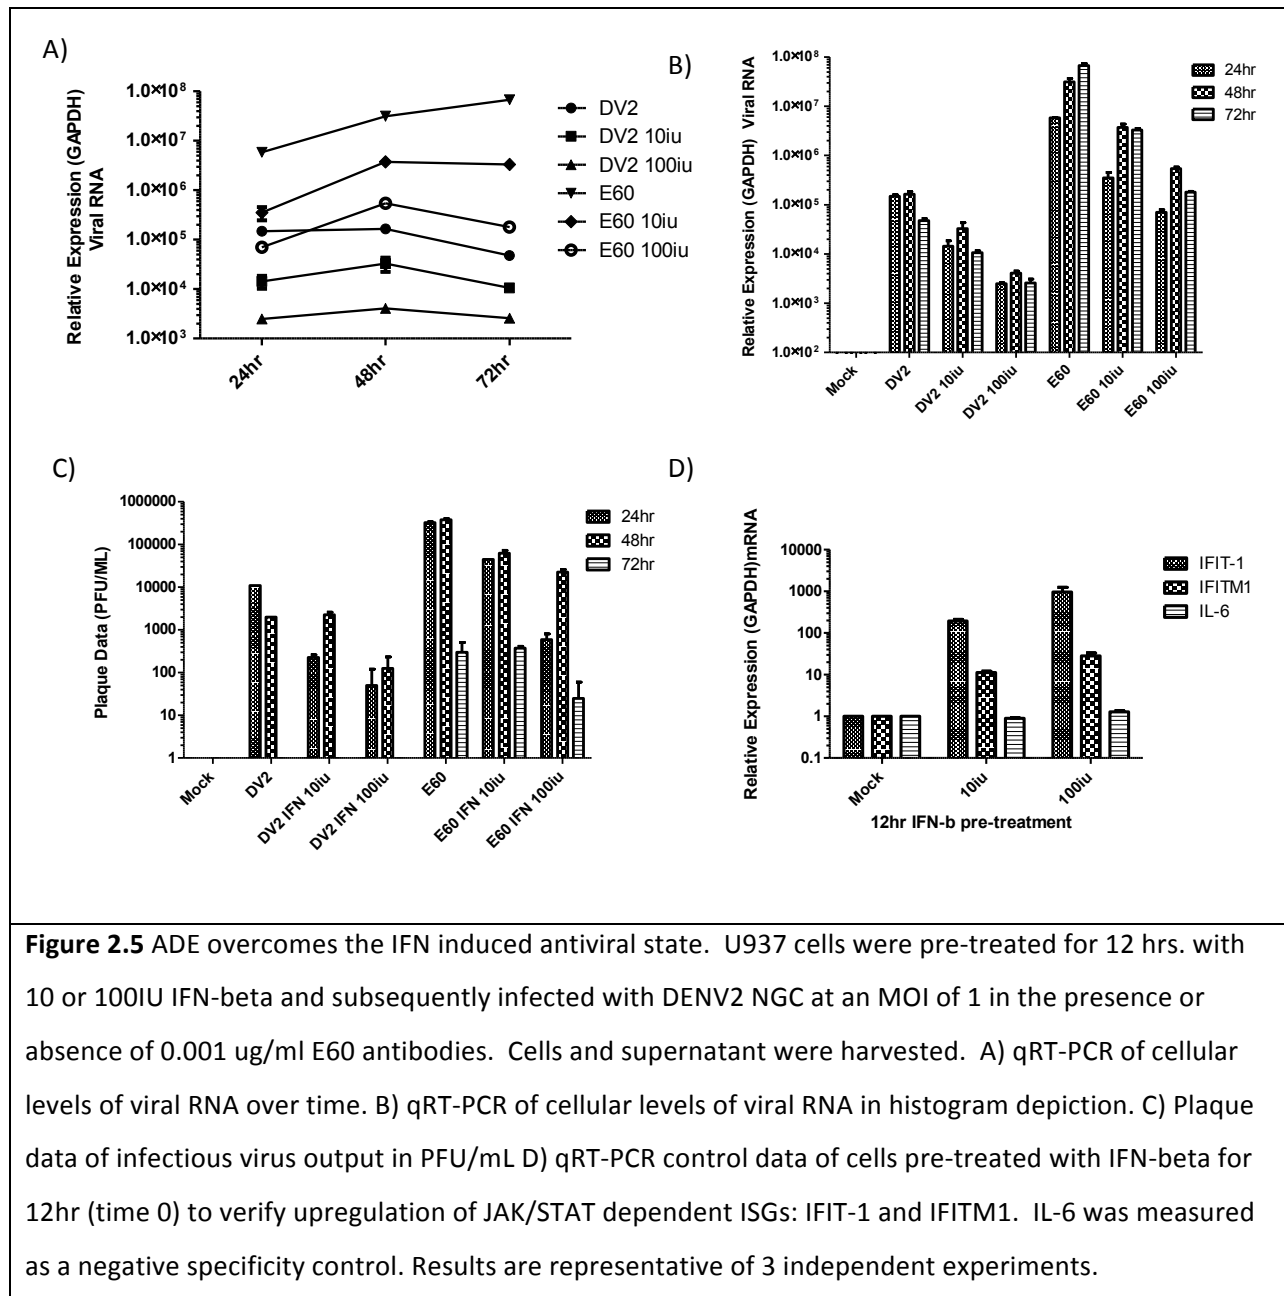 A)
Relative Expression (GAPDH)
Viral RNA
1.0×10⁸
1.0×10⁷
1.0×10⁶
1.0×10⁵
1.0×10⁴
1.0×10³
24hr
48hr
72hr
DV2
DV2 10iu
DV2 100iu
E60
E60 10iu
E60 100iu
B)
Relative Expression (GAPDH) Viral RNA
1.0×10⁸
1.0×10⁷
1.0×10⁶
1.0×10⁵
1.0×10⁴
1.0×10³
1.0×10²
Mock
DV2
DV2 10iu
DV2 100iu
E60
E60 10iu
E60 100iu
24hr
48hr
72hr
C)
Plaque Data (PFU/ML)
1000000
100000
10000
1000
100
10
1
Mock
DV2
DV2 IFN 10iu
DV2 IFN 100iu
E60
E60 IFN 10iu
E60 IFN 100iu
24hr
48hr
72hr
D)
Relative Expression (GAPDH)mRNA
10000
1000
100
10
1
0.1
Mock
10iu
100iu
12hr IFN-b pre-treatment
IFIT-1
IFITM1
IL-6
Figure 2.5 ADE overcomes the IFN induced antiviral state. U937 cells were pre-treated for 12 hrs. with
10 or 100IU IFN-beta and subsequently infected with DENV2 NGC at an MOI of 1 in the presence or
absence of 0.001 ug/ml E60 antibodies. Cells and supernatant were harvested. A) qRT-PCR of cellular
levels of viral RNA over time. B) qRT-PCR of cellular levels of viral RNA in histogram depiction. C) Plaque
data of infectious virus output in PFU/mL D) qRT-PCR control data of cells pre-treated with IFN-beta for
12hr (time 0) to verify upregulation of JAK/STAT dependent ISGs: IFIT-1 and IFITM1. IL-6 was measured
as a negative specificity control. Results are representative of 3 independent experiments.